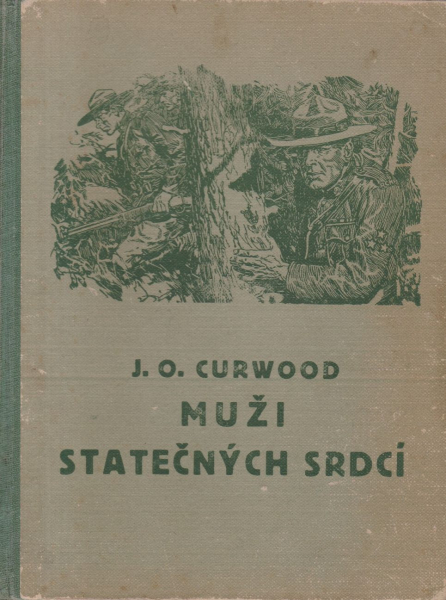 J. O. CURWOOD
MUŽI
STATEČNÝCH SRDCÍ